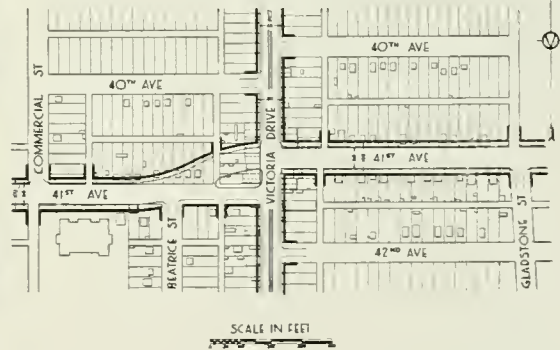 40TH AVE
40TH AVE
COMMERCIAL ST
VICTORIA DRIVE
41ST AVE
41ST AVE
BEATRICE ST
GLADSTONE ST
42ND AVE
SCALE IN FEET